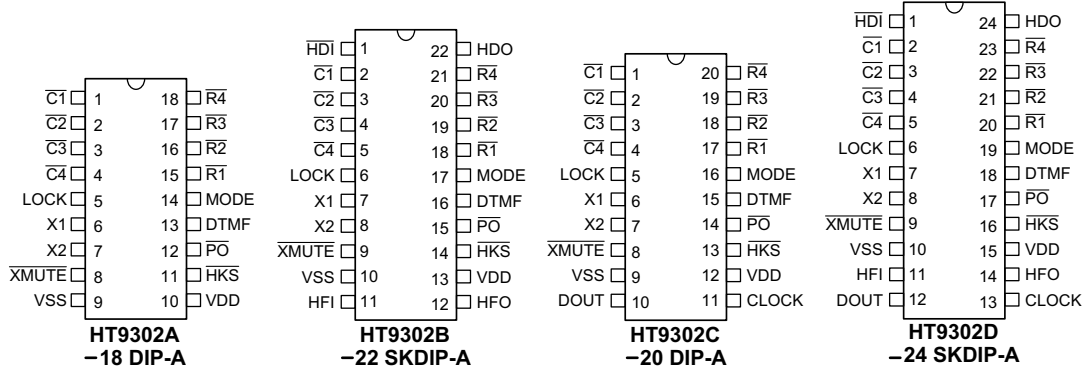 C1 1 18 R4
C2 2 17 R3
C3 3 16 R2
C4 4 15 R1
LOCK 5 14 MODE
X1 6 13 DTMF
X2 7 12 PO
XMUTE 8 11 HKS
VSS 9 10 VDD
HT9302A
–18 DIP-A
HDI 1 22 HDO
C1 2 21 R4
C2 3 20 R3
C3 4 19 R2
C4 5 18 R1
LOCK 6 17 MODE
X1 7 16 DTMF
X2 8 15 PO
XMUTE 9 14 HKS
VSS 10 13 VDD
HFI 11 12 HFO
HT9302B
–22 SKDIP-A
C1 1 20 R4
C2 2 19 R3
C3 3 18 R2
C4 4 17 R1
LOCK 5 16 MODE
X1 6 15 DTMF
X2 7 14 PO
XMUTE 8 13 HKS
VSS 9 12 VDD
DOUT 10 11 CLOCK
HT9302C
–20 DIP-A
HDI 1 24 HDO
C1 2 23 R4
C2 3 22 R3
C3 4 21 R2
C4 5 20 R1
LOCK 6 19 MODE
X1 7 18 DTMF
X2 8 17 PO
XMUTE 9 16 HKS
VSS 10 15 VDD
HFI 11 14 HFO
DOUT 12 13 CLOCK
HT9302D
–24 SKDIP-A